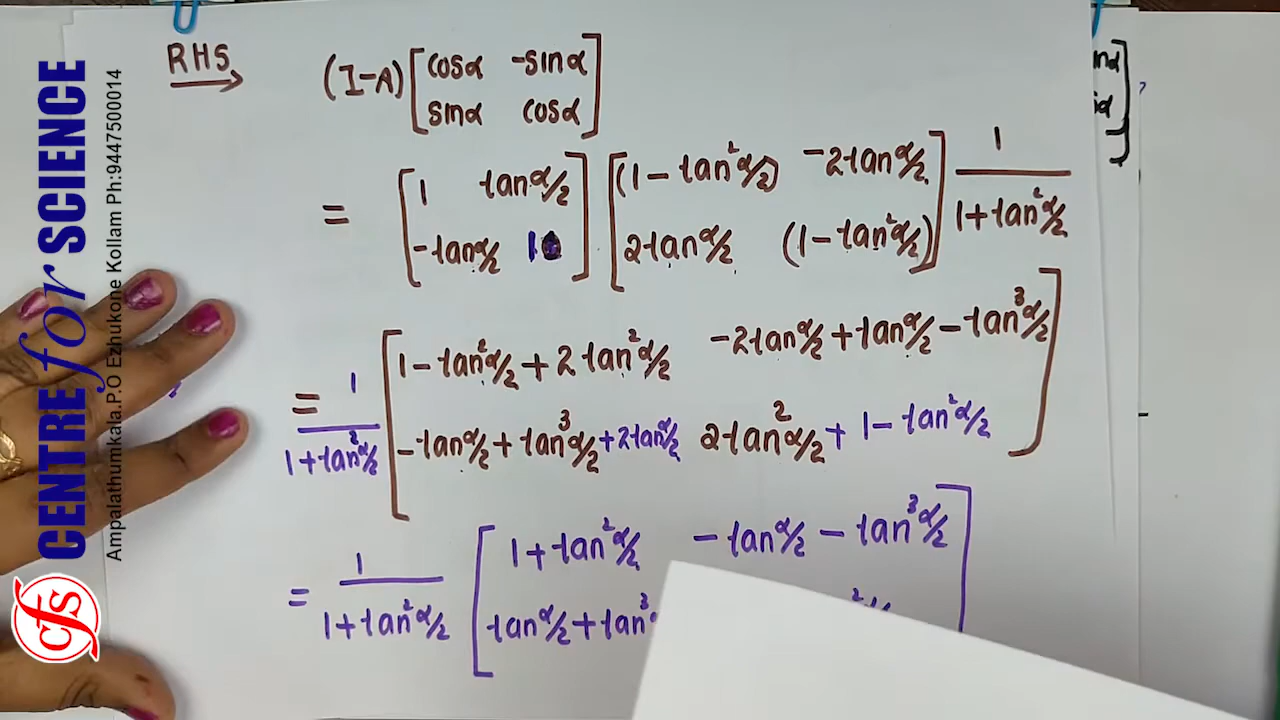 RHS
(I-A) [cosα -sinα
sinα cosα]
= [1 tanα/2
-tanα/2 1] [(1-tan²α/2) -2tanα/2
2tanα/2 (1-tan²α/2)] 1
1+tan²α/2
= 1
1+tan²α/2
[1-tan²α/2+2tan²α/2 -2tanα/2+tanα/2-tan³α/2
-tanα/2+tan³α/2+2tanα/2 2tan²α/2+1-tan²α/2]
= 1
1+tan²α/2
[1+tan²α/2 -tanα/2-tan³α/2
tanα/2+tan³
CENTRE for SCIENCE
Ampalathumkala.P.O Ezhukone Kollam Ph:9447500014
cfs